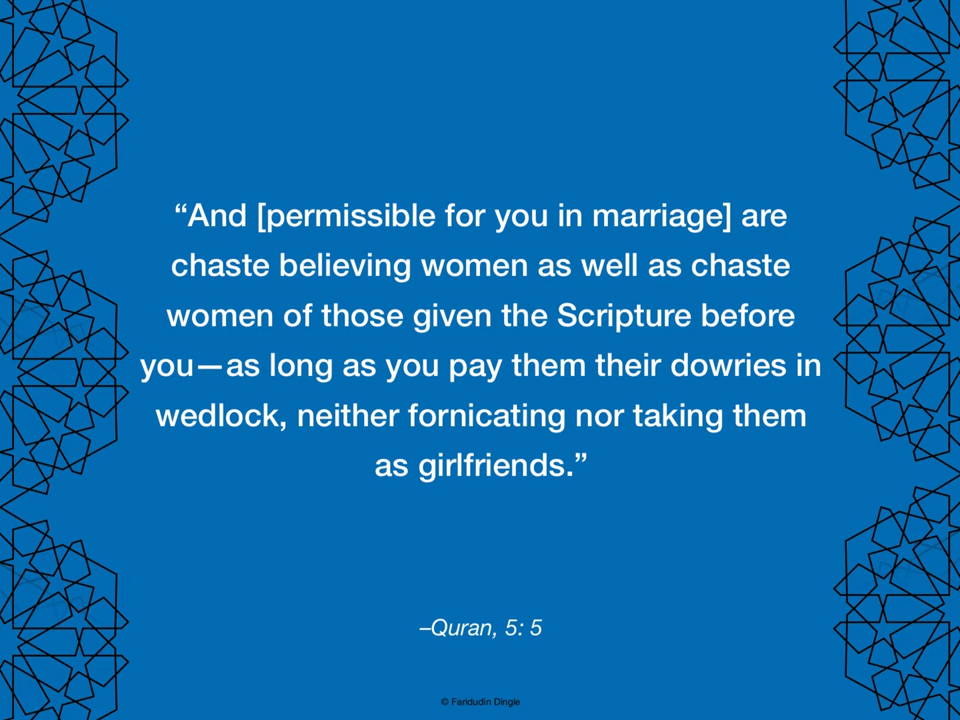 “And [permissible for you in marriage] are
chaste believing women as well as chaste
women of those given the Scripture before
you—as long as you pay them their dowries in
wedlock, neither fornicating nor taking them
as girlfriends.”
–Quran, 5: 5
© Faridudin Dingle